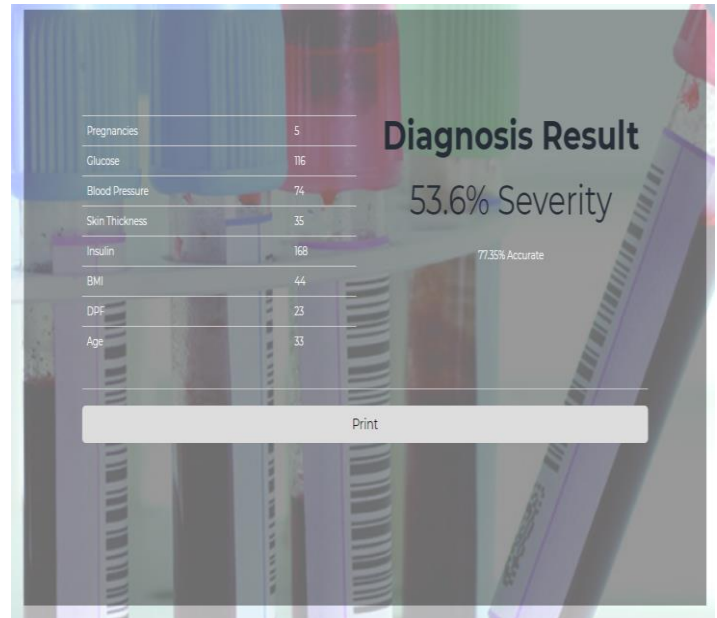 Pregnancies 5
Glucose 116
Blood Pressure 74
Skin Thickness 35
Insulin 168
BMI 44
DPF 23
Age 33
Diagnosis Result
53.6% Severity
77.35% Accurate
Print